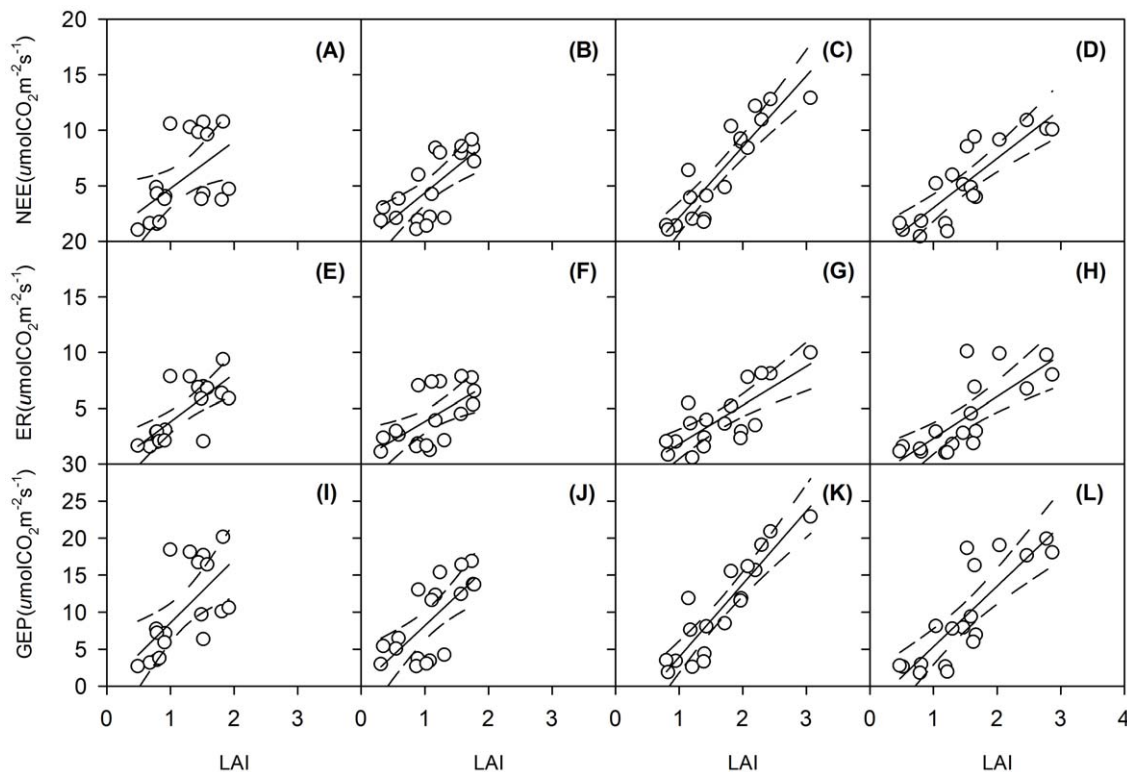 20
15
10
5
20
NEE(umolCO₂m⁻²s⁻¹)
(A)
(B)
(C)
(D)
15
10
5
30
ER(umolCO₂m⁻²s⁻¹)
(E)
(F)
(G)
(H)
25
20
15
10
5
0
GEP(umolCO₂m⁻²s⁻¹)
(I)
(J)
(K)
(L)
0 1 2 3 0 1 2 3 0 1 2 3 0 1 2 3 4
LAI LAI LAI LAI